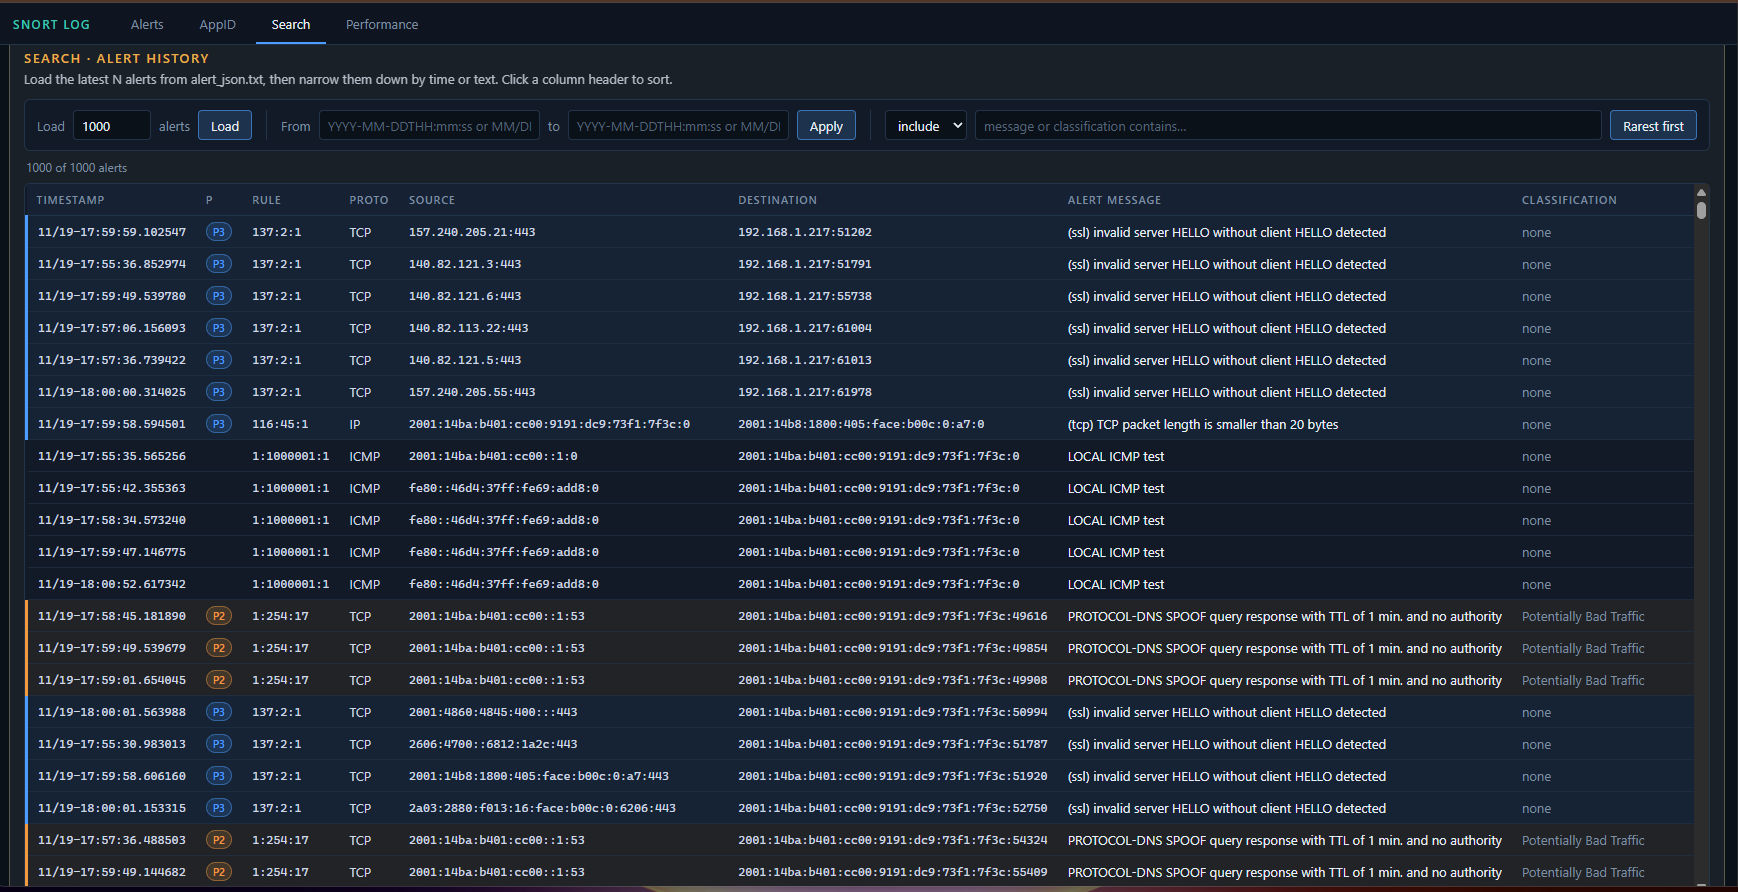 SNORT LOG Alerts AppID Search Performance
SEARCH · ALERT HISTORY
Load the latest N alerts from alert_json.txt, then narrow them down by time or text. Click a column header to sort.
Load 1000 alerts Load From YYYY-MM-DDTHH:mm:ss or MM/DI to YYYY-MM-DDTHH:mm:ss or MM/DI Apply include message or classification contains... Rarest first
1000 of 1000 alerts
TIMESTAMP P RULE PROTO SOURCE DESTINATION ALERT MESSAGE CLASSIFICATION
11/19-17:59:59.102547 P3 137:2:1 TCP 157.240.205.21:443 192.168.1.217:51202 (ssl) invalid server HELLO without client HELLO detected none
11/19-17:55:36.852974 P3 137:2:1 TCP 140.82.121.3:443 192.168.1.217:51791 (ssl) invalid server HELLO without client HELLO detected none
11/19-17:59:49.539780 P3 137:2:1 TCP 140.82.121.6:443 192.168.1.217:55738 (ssl) invalid server HELLO without client HELLO detected none
11/19-17:57:06.156093 P3 137:2:1 TCP 140.82.113.22:443 192.168.1.217:61004 (ssl) invalid server HELLO without client HELLO detected none
11/19-17:57:36.739422 P3 137:2:1 TCP 140.82.121.5:443 192.168.1.217:61013 (ssl) invalid server HELLO without client HELLO detected none
11/19-18:00:00.314025 P3 137:2:1 TCP 157.240.205.55:443 192.168.1.217:61978 (ssl) invalid server HELLO without client HELLO detected none
11/19-17:59:58.594501 P3 116:45:1 IP 2001:14ba:b401:cc00:9191:dc9:73f1:7f3c:0 2001:14b8:1800:405:face:b00c:0:a7:0 (tcp) TCP packet length is smaller than 20 bytes none
11/19-17:55:35.565256 1:1000001:1 ICMP 2001:14ba:b401:cc00::1:0 2001:14ba:b401:cc00:9191:dc9:73f1:7f3c:0 LOCAL ICMP test none
11/19-17:55:42.355363 1:1000001:1 ICMP fe80::46d4:37ff:fe69:add8:0 2001:14ba:b401:cc00:9191:dc9:73f1:7f3c:0 LOCAL ICMP test none
11/19-17:58:34.573240 1:1000001:1 ICMP fe80::46d4:37ff:fe69:add8:0 2001:14ba:b401:cc00:9191:dc9:73f1:7f3c:0 LOCAL ICMP test none
11/19-17:59:47.146775 1:1000001:1 ICMP fe80::46d4:37ff:fe69:add8:0 2001:14ba:b401:cc00:9191:dc9:73f1:7f3c:0 LOCAL ICMP test none
11/19-18:00:52.617342 1:1000001:1 ICMP fe80::46d4:37ff:fe69:add8:0 2001:14ba:b401:cc00:9191:dc9:73f1:7f3c:0 LOCAL ICMP test none
11/19-17:58:45.181890 P2 1:254:17 TCP 2001:14ba:b401:cc00::1:53 2001:14ba:b401:cc00:9191:dc9:73f1:7f3c:49616 PROTOCOL-DNS SPOOF query response with TTL of 1 min. and no authority Potentially Bad Traffic
11/19-17:59:49.539679 P2 1:254:17 TCP 2001:14ba:b401:cc00::1:53 2001:14ba:b401:cc00:9191:dc9:73f1:7f3c:49854 PROTOCOL-DNS SPOOF query response with TTL of 1 min. and no authority Potentially Bad Traffic
11/19-17:59:01.654045 P2 1:254:17 TCP 2001:14ba:b401:cc00::1:53 2001:14ba:b401:cc00:9191:dc9:73f1:7f3c:49908 PROTOCOL-DNS SPOOF query response with TTL of 1 min. and no authority Potentially Bad Traffic
11/19-18:00:01.563988 P3 137:2:1 TCP 2001:4860:4845:400:::443 2001:14ba:b401:cc00:9191:dc9:73f1:7f3c:50994 (ssl) invalid server HELLO without client HELLO detected none
11/19-17:55:30.983013 P3 137:2:1 TCP 2606:4700::6812:1a2c:443 2001:14ba:b401:cc00:9191:dc9:73f1:7f3c:51787 (ssl) invalid server HELLO without client HELLO detected none
11/19-17:59:58.606160 P3 137:2:1 TCP 2001:14b8:1800:405:face:b00c:0:a7:443 2001:14ba:b401:cc00:9191:dc9:73f1:7f3c:51920 (ssl) invalid server HELLO without client HELLO detected none
11/19-18:00:01.153315 P3 137:2:1 TCP 2a03:2880:f013:16:face:b00c:0:6206:443 2001:14ba:b401:cc00:9191:dc9:73f1:7f3c:52750 (ssl) invalid server HELLO without client HELLO detected none
11/19-17:57:36.488503 P2 1:254:17 TCP 2001:14ba:b401:cc00::1:53 2001:14ba:b401:cc00:9191:dc9:73f1:7f3c:54324 PROTOCOL-DNS SPOOF query response with TTL of 1 min. and no authority Potentially Bad Traffic
11/19-17:59:49.144682 P2 1:254:17 TCP 2001:14ba:b401:cc00::1:53 2001:14ba:b401:cc00:9191:dc9:73f1:7f3c:55409 PROTOCOL-DNS SPOOF query response with TTL of 1 min. and no authority Potentially Bad Traffic